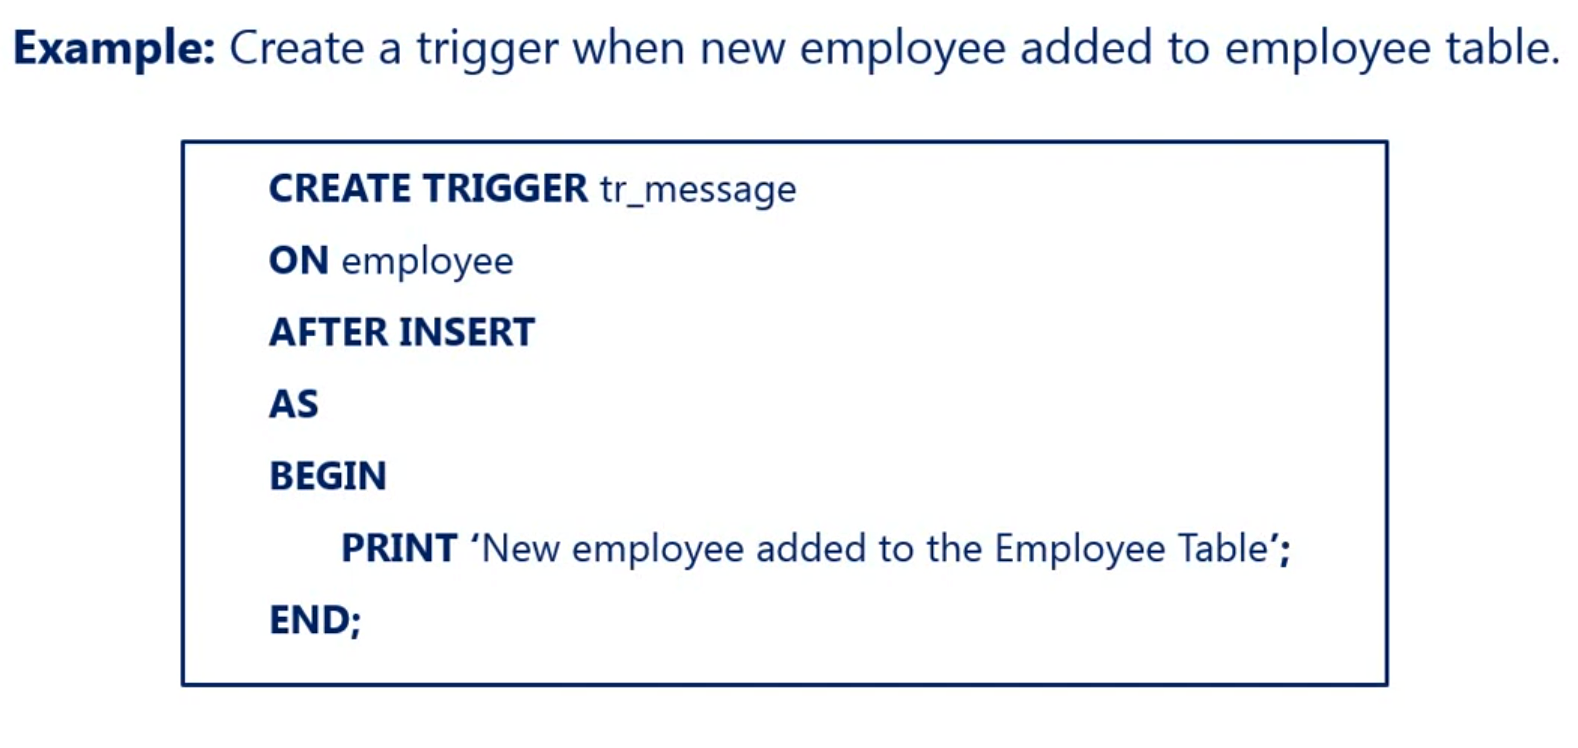 Example: Create a trigger when new employee added to employee table.
CREATE TRIGGER tr_message
ON employee
AFTER INSERT
AS
BEGIN
PRINT ‘New employee added to the Employee Table’;
END;